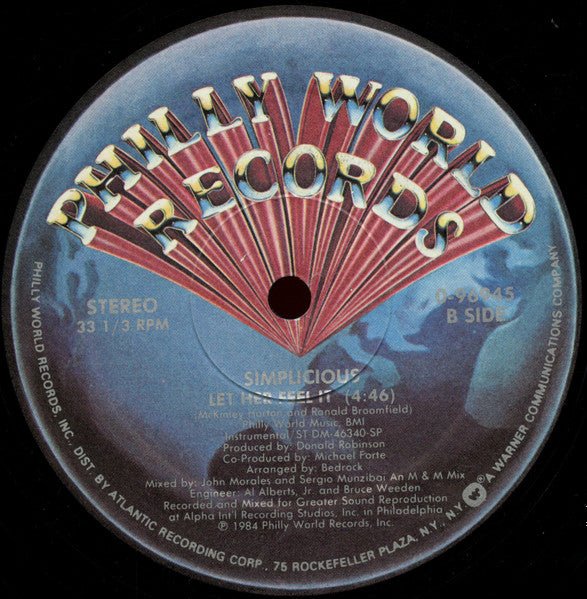 PHILLY WORLD
RECORDS
STEREO
33 1/3 RPM
0-96945
B SIDE
SIMPLICIOUS
LET HER FEEL IT (4:46)
(McKinley Horton and Ronald Broomfield)
Philly World Music, BMI
Instrumental/ST-DM-46340-SP
Produced by: Donald Robinson
Co-Produced by: Michael Forte
Arranged by: Bedrock
Mixed by: John Morales and Sergio Munzibai An M & M Mix
Engineer: Al Alberts, Jr. and Bruce Weeden
Recorded and Mixed for Greater Sound Reproduction
at Alpha Int'l Recording Studios, Inc. in Philadelphia
℗ 1984 Philly World Records, Inc.
PHILLY WORLD RECORDS, INC. DIST. BY ATLANTIC RECORDING CORP., 75 ROCKEFELLER PLAZA, N.Y., N.Y. A WARNER COMMUNICATIONS COMPANY